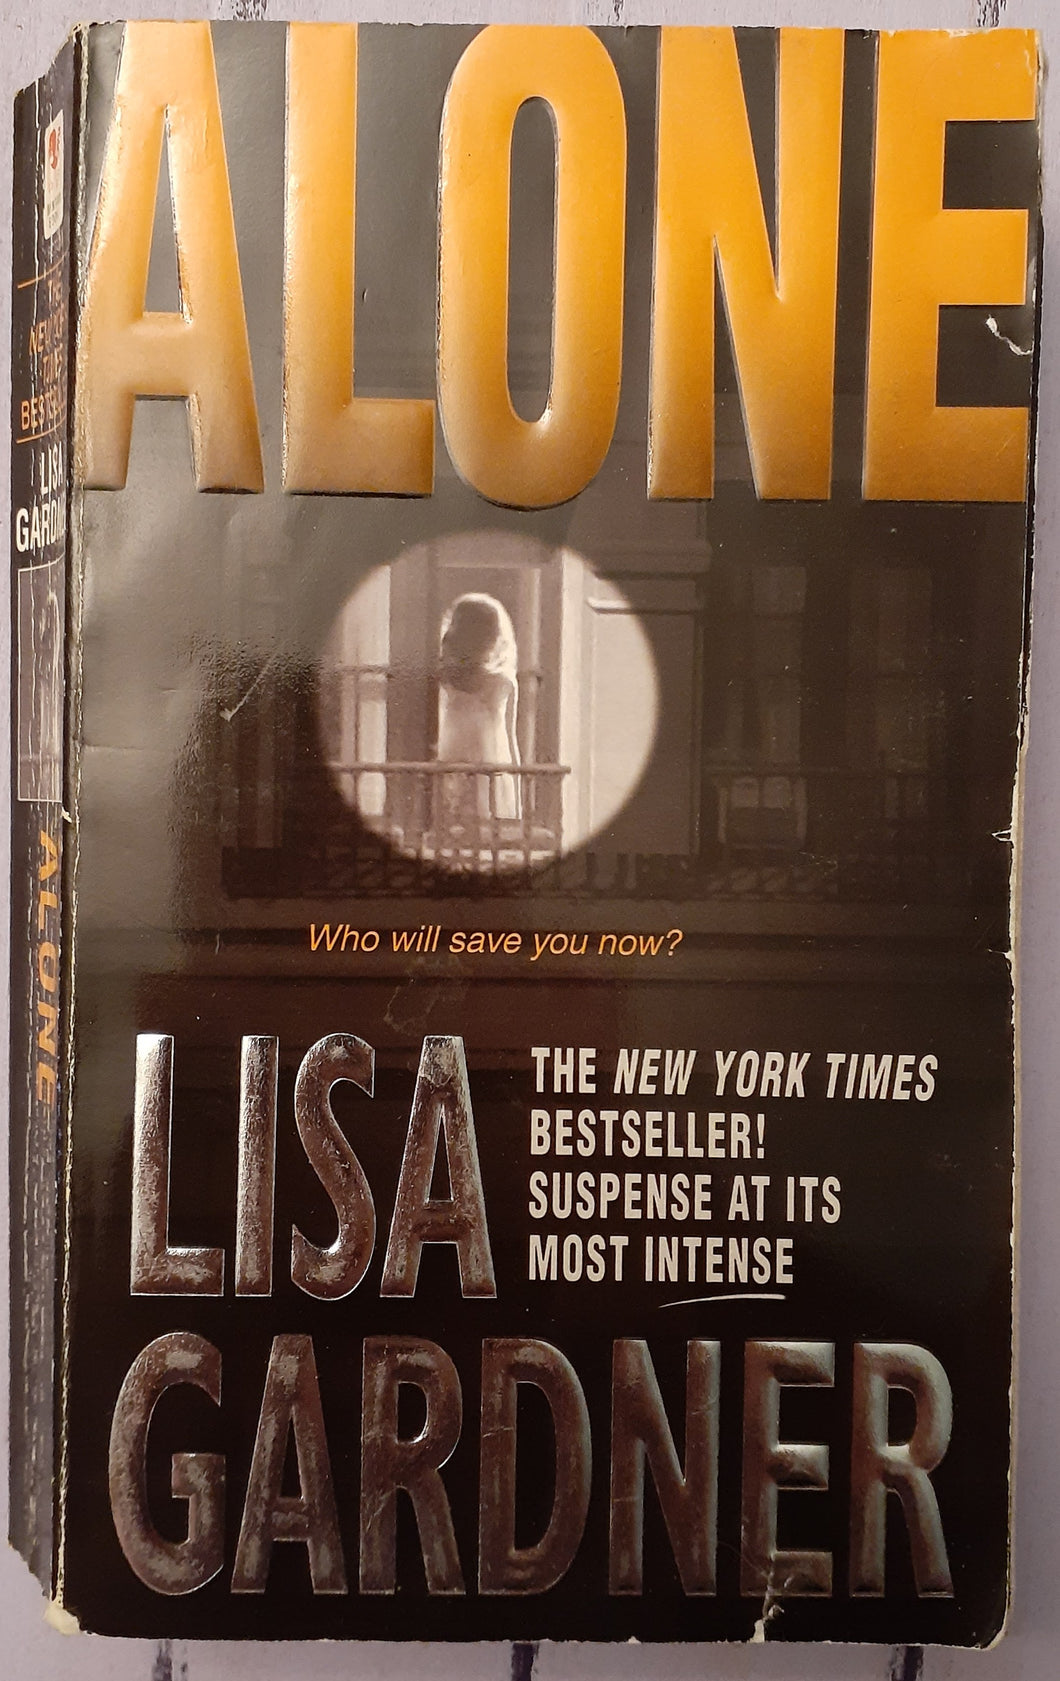 ALONE
Who will save you now?
LISA
THE NEW YORK TIMES
BESTSELLER!
SUSPENSE AT ITS
MOST INTENSE
GARDNER
ALONE